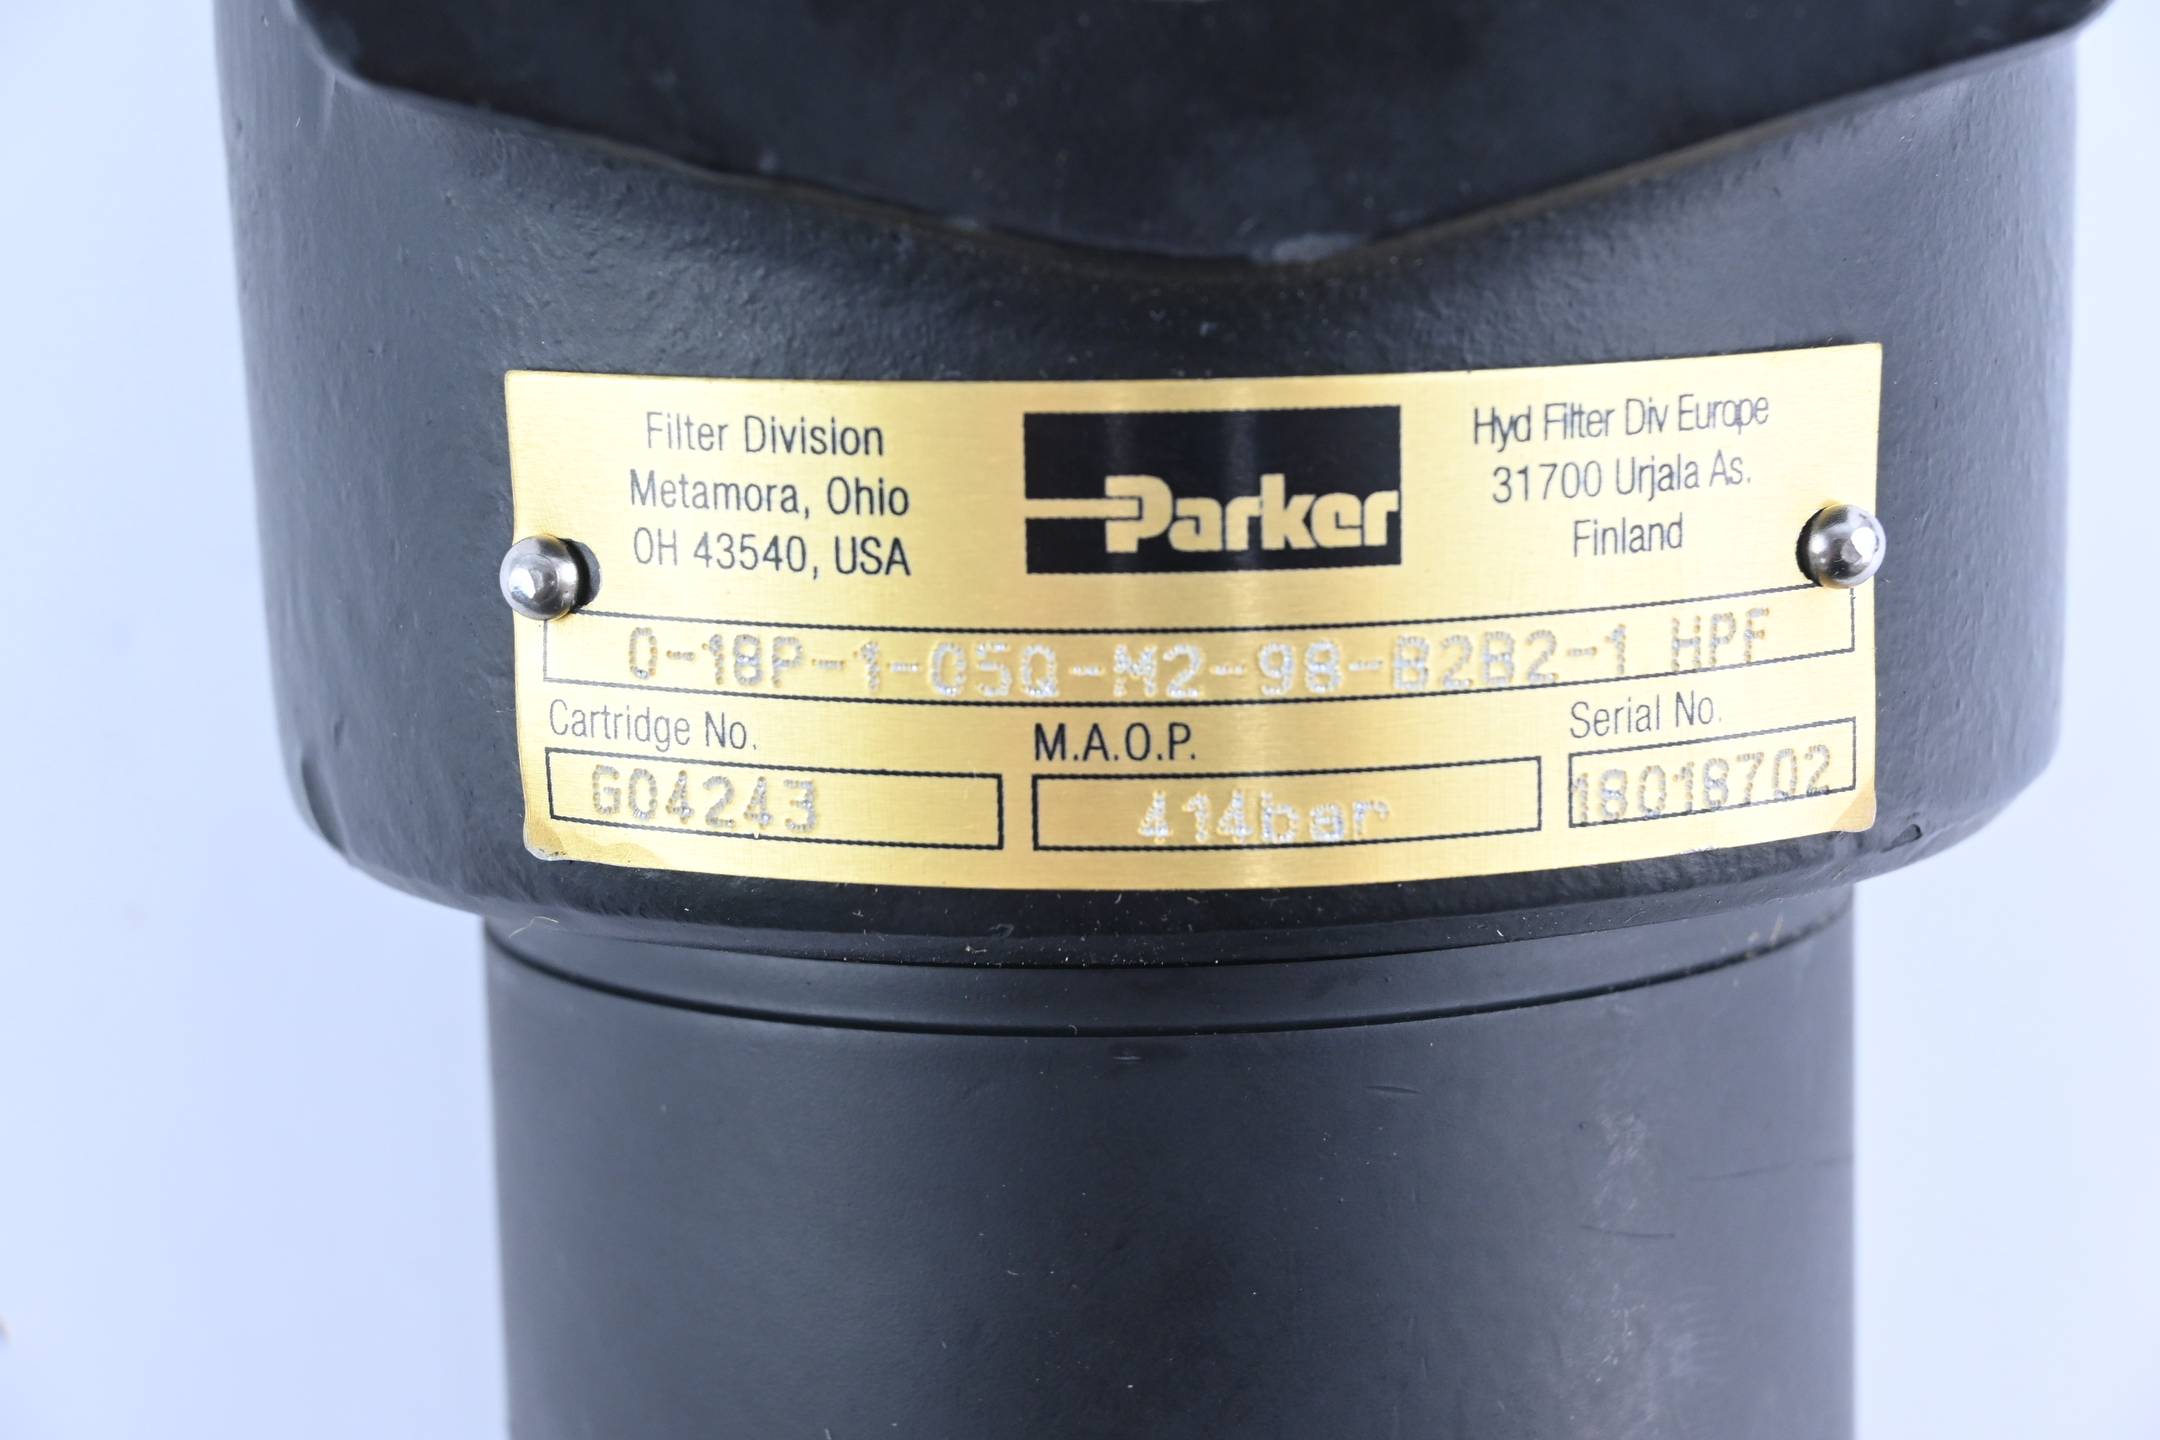 Filter Division
Metamora, Ohio
OH 43540, USA
Parker
Hyd Filter Div Europe
31700 Urjala As.
Finland
0-18P-1-05Q-M2-98-B2B2-1 HPF
Cartridge No.
G04243
M.A.O.P.
414bar
Serial No.
18018702